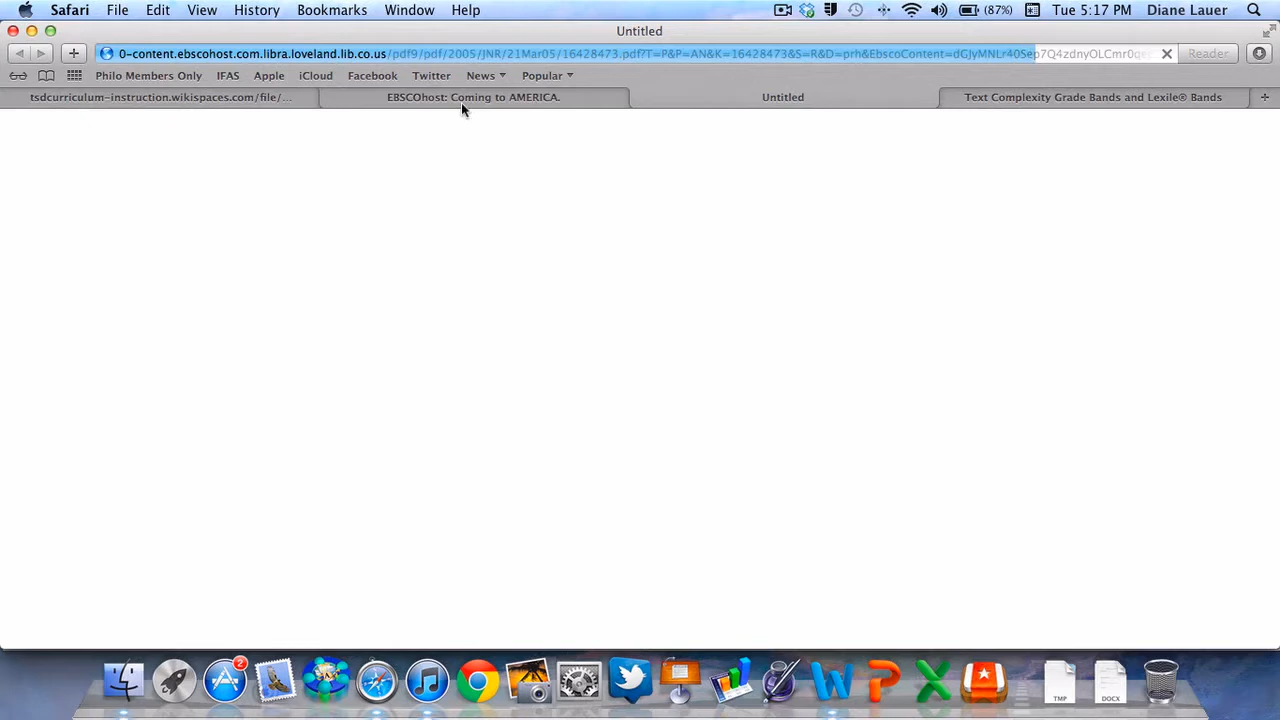 Safari File Edit View History Bookmarks Window Help (87%) Tue 5:17 PM Diane Lauer
Untitled
0-content.ebscohost.com.libra.loveland.lib.co.us/pdf9/pdf/2005/JNR/21Mar05/16428473.pdf?T=P&P=AN&K=16428473&S=R&D=prh&EbscoContent=dGJyMNLr40Sep7Q4zdnyOLCmr0qe Reader
Philo Members Only IFAS Apple iCloud Facebook Twitter News Popular
tsdcurriculum-instruction.wikispaces.com/file/... EBSCOhost: Coming to AMERICA. Untitled Text Complexity Grade Bands and Lexile® Bands
2
TMP DOCX